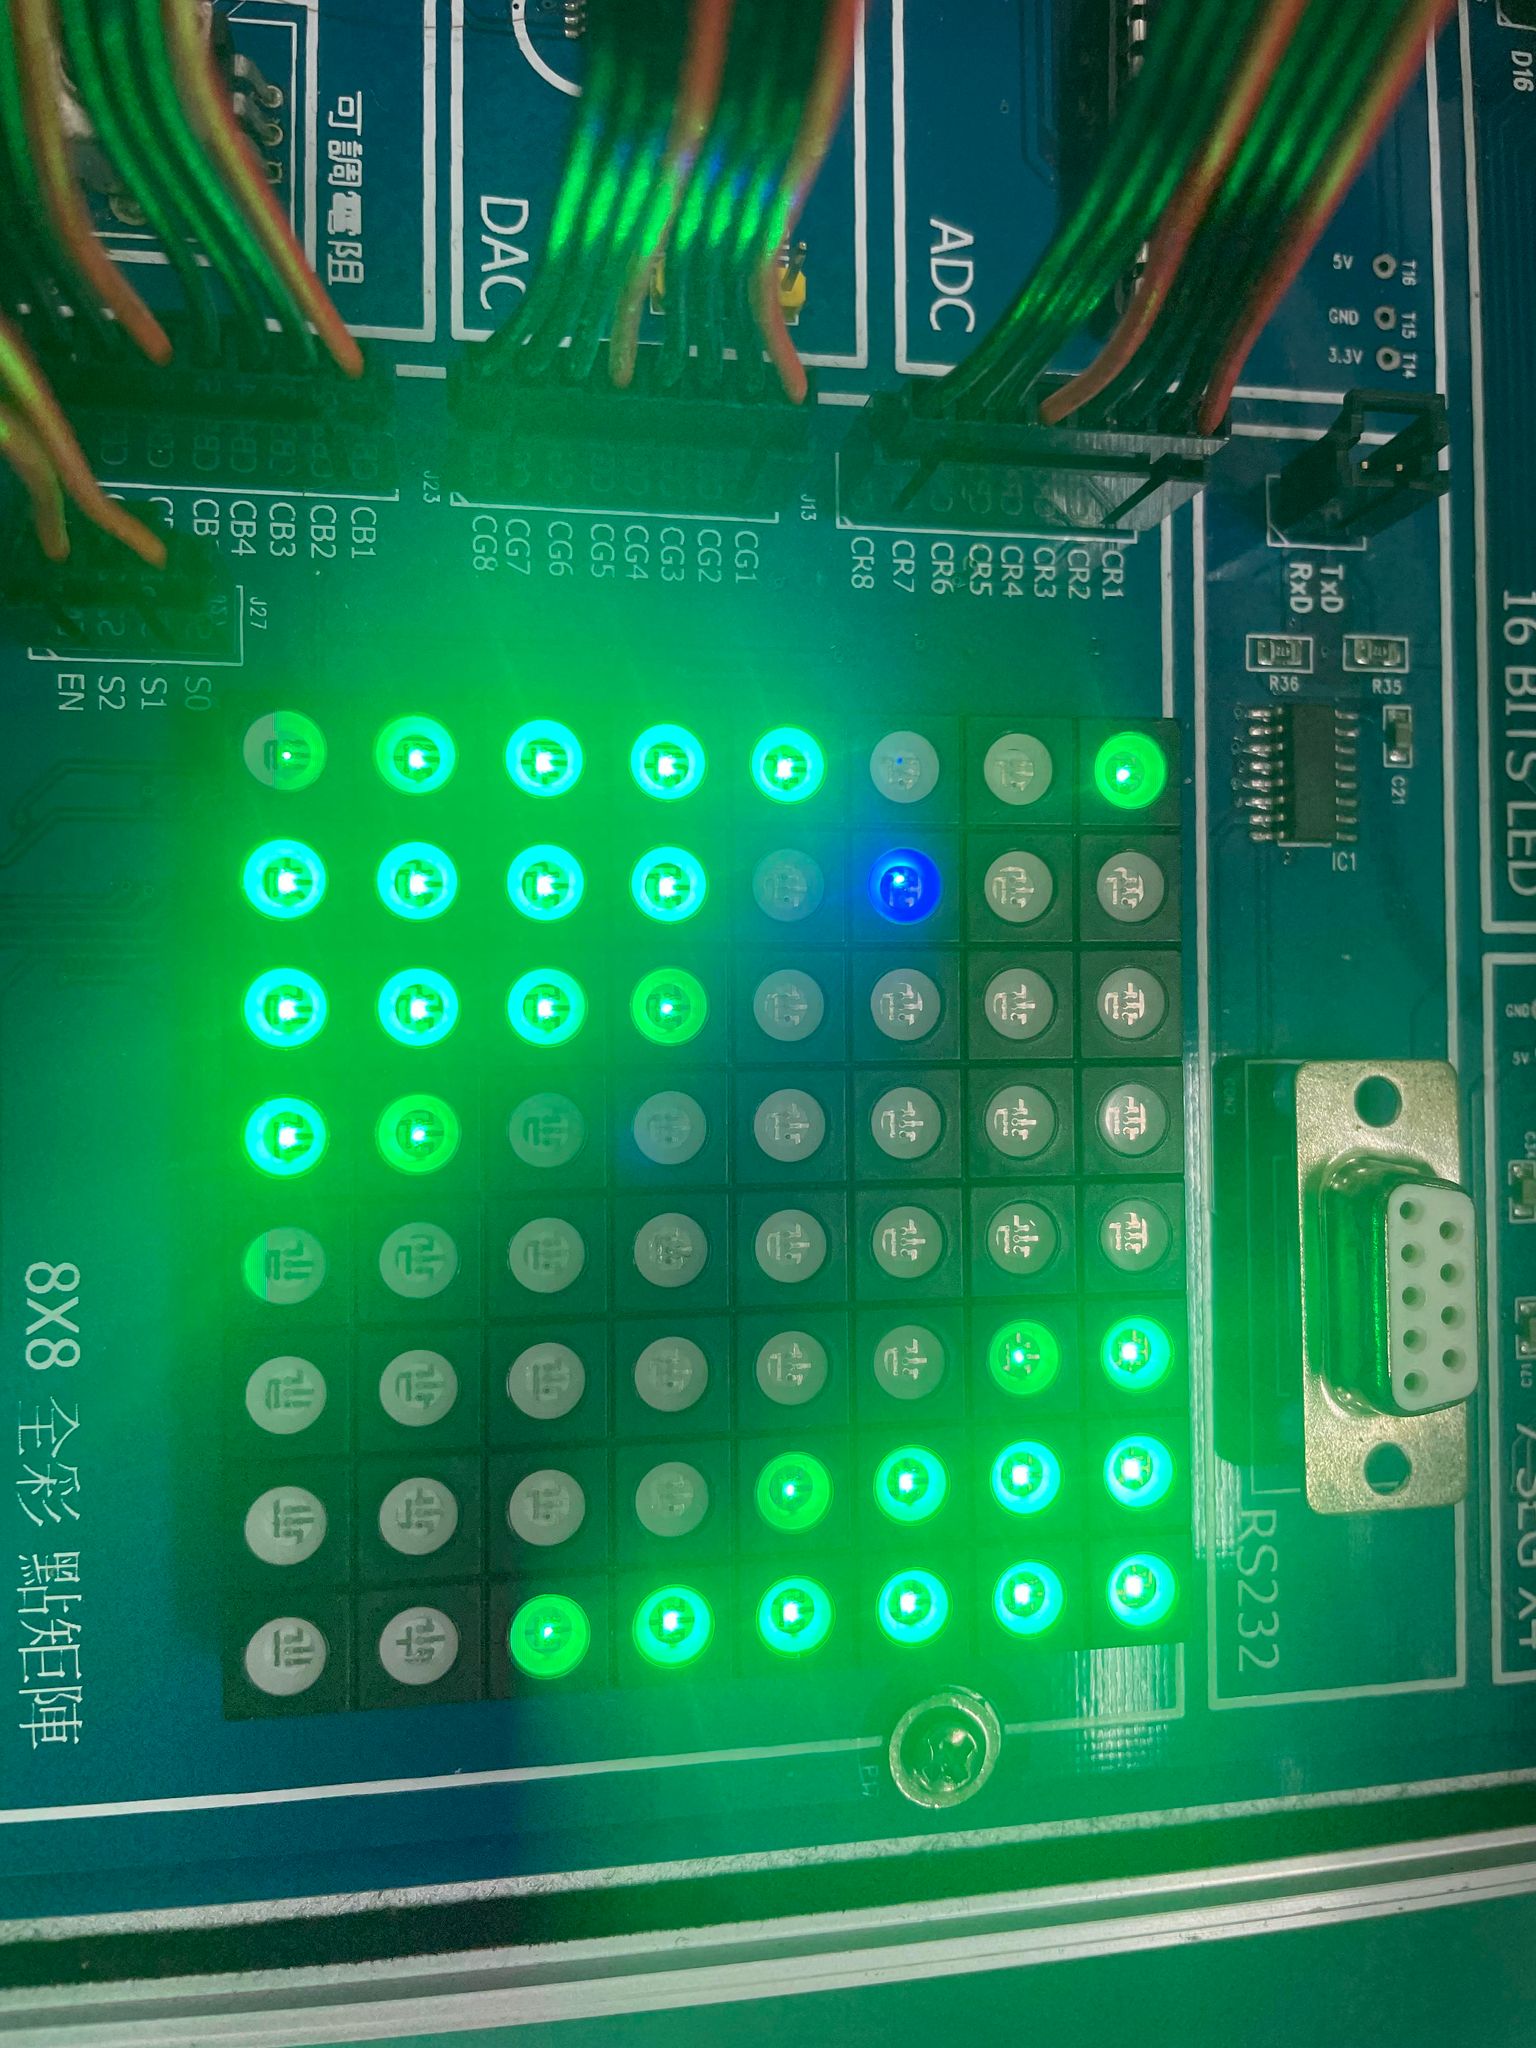 可調電阻
DAC
ADC
D16
5V
T16
GND
T15
3.3V
T14
J23
J13
CB4
CB3
CB2
CB1
CG8
CG7
CG6
CG5
CG4
CG3
CG2
CG1
CR8
CR7
CR6
CR5
CR4
CR3
CR2
CR1
TxD
RxD
J27
EN
S2
S1
S0
R36
R35
C21
IC1
16 BITS LED
5V
8X8 全彩 點矩陣
RS232